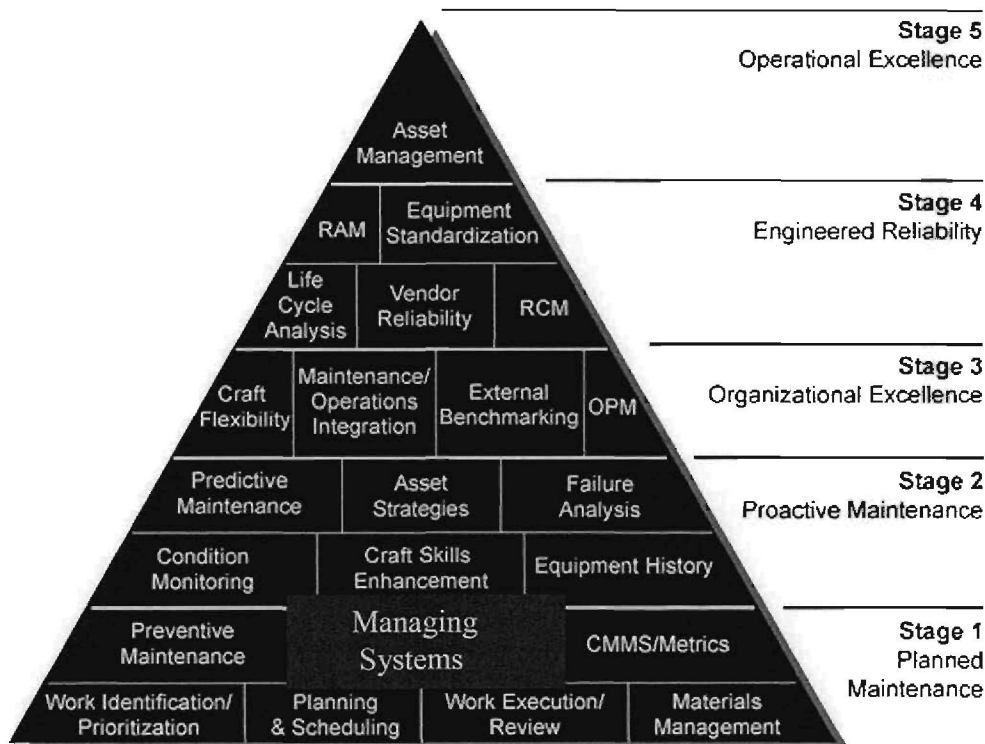 Stage 5
Operational Excellence
Asset
Management
Stage 4
Engineered Reliability
RAM
Equipment
Standardization
Life
Cycle
Analysis
Vendor
Reliability
RCM
Stage 3
Organizational Excellence
Craft
Flexibility
Maintenance/
Operations
Integration
External
Benchmarking
OPM
Stage 2
Proactive Maintenance
Predictive
Maintenance
Asset
Strategies
Failure
Analysis
Condition
Monitoring
Craft Skills
Enhancement
Equipment History
Stage 1
Planned
Maintenance
Preventive
Maintenance
Managing
Systems
CMMS/Metrics
Work Identification/
Prioritization
Planning
& Scheduling
Work Execution/
Review
Materials
Management